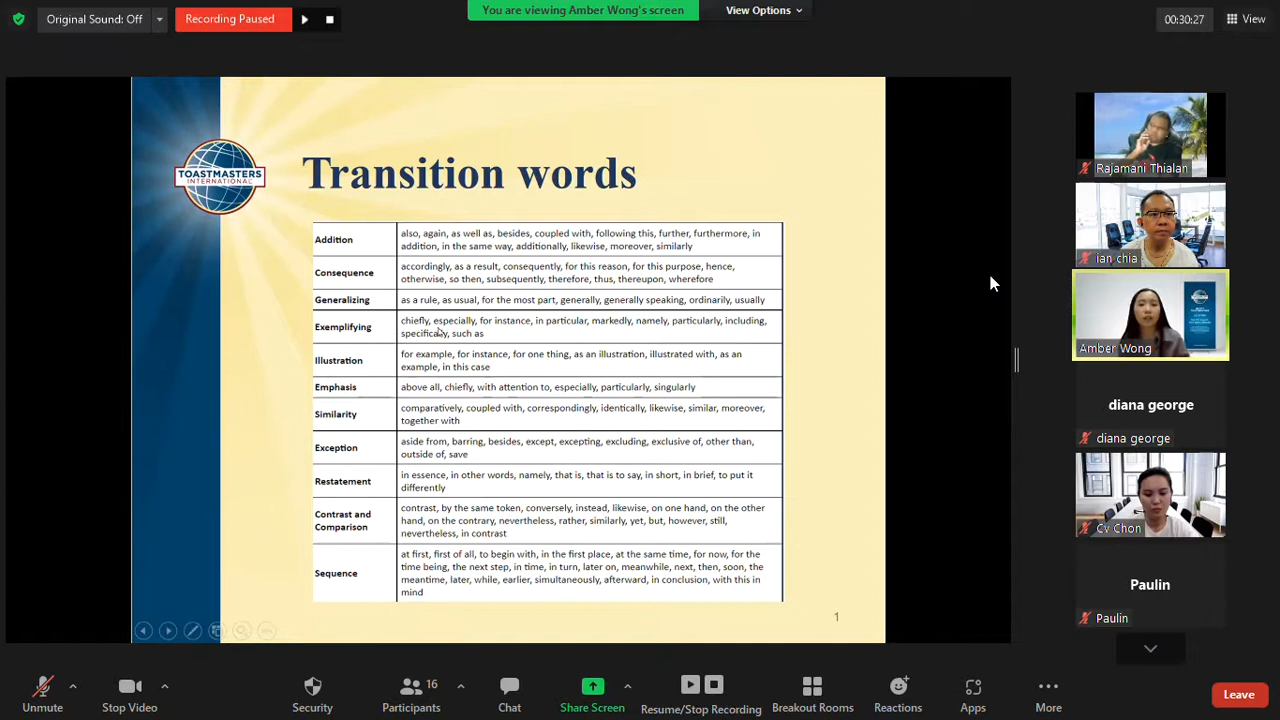 Original Sound: Off
Recording Paused
You are viewing Amber Wong's screen
View Options
00:30:27
View
TOASTMASTERS
INTERNATIONAL
Transition words
Addition
also, again, as well as, besides, coupled with, following this, further, furthermore, in
addition, in the same way, additionally, likewise, moreover, similarly
Consequence
accordingly, as a result, consequently, for this reason, for this purpose, hence,
otherwise, so then, subsequently, therefore, thus, thereupon, wherefore
Generalizing
as a rule, as usual, for the most part, generally, generally speaking, ordinarily, usually
Exemplifying
chiefly, especially, for instance, in particular, markedly, namely, particularly, including,
specifically, such as
Illustration
for example, for instance, for one thing, as an illustration, illustrated with, as an
example, in this case
Emphasis
above all, chiefly, with attention to, especially, particularly, singularly
Similarity
comparatively, coupled with, correspondingly, identically, likewise, similar, moreover,
together with
Exception
aside from, barring, besides, except, excepting, excluding, exclusive of, other than,
outside of, save
Restatement
in essence, in other words, namely, that is, that is to say, in short, in brief, to put it
differently
Contrast and
Comparison
contrast, by the same token, conversely, instead, likewise, on one hand, on the other
hand, on the contrary, nevertheless, rather, similarly, yet, but, however, still,
nevertheless, in contrast
Sequence
at first, first of all, to begin with, in the first place, at the same time, for now, for the
time being, the next step, in time, in turn, later on, meanwhile, next, then, soon, the
meantime, later, while, earlier, simultaneously, afterward, in conclusion, with this in
mind
1
Rajamani Thialan
ian chia
Amber Wong
diana george
diana george
Cy Chon
Paulin
Paulin
Unmute
Stop Video
Security
16
Participants
Chat
Share Screen
Resume/Stop Recording
Breakout Rooms
Reactions
Apps
More
Leave